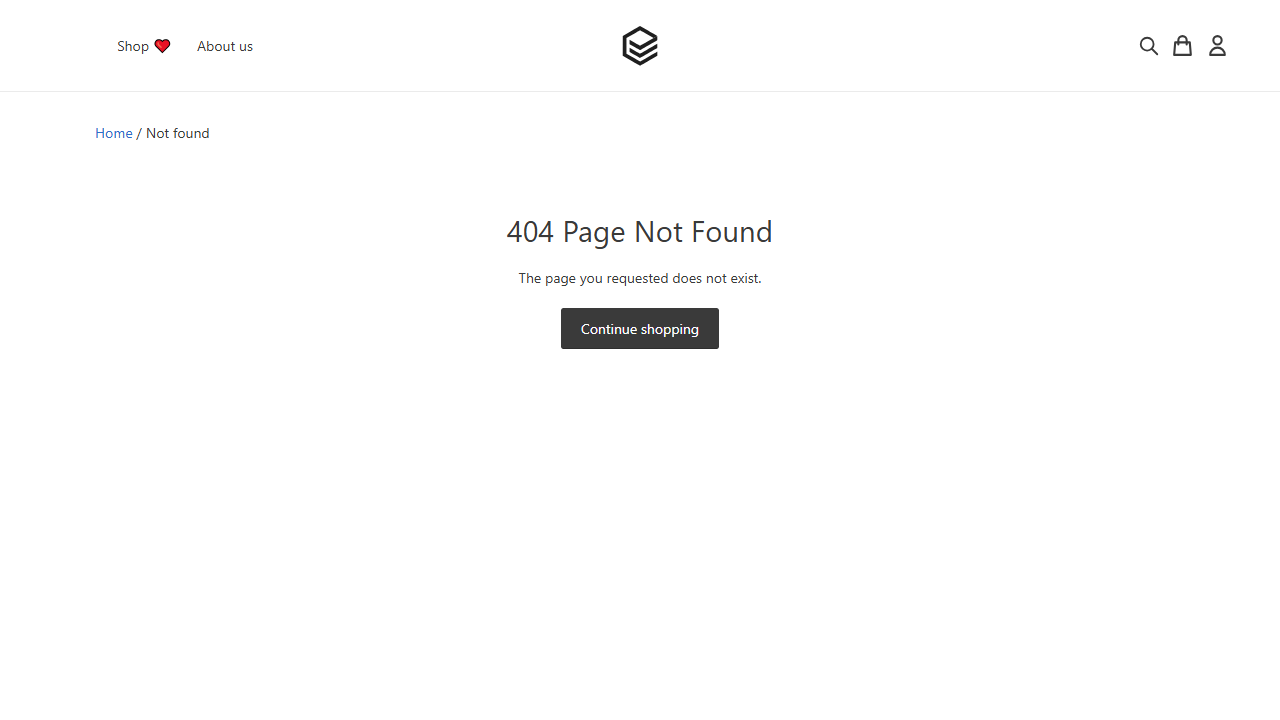 Shop ❤️ About us
Home / Not found
404 Page Not Found
The page you requested does not exist.
Continue shopping